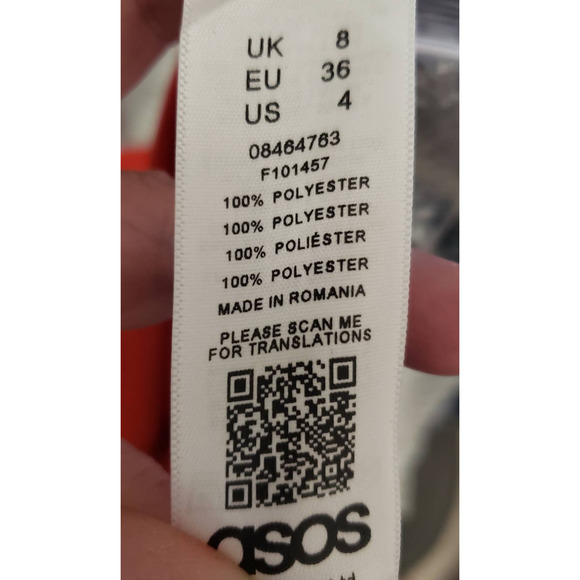 UK 8
EU 36
US 4
08464763
F101457
100% POLYESTER
100% POLYESTER
100% POLIÉSTER
100% POLYESTER
MADE IN ROMANIA
PLEASE SCAN ME
FOR TRANSLATIONS
asos